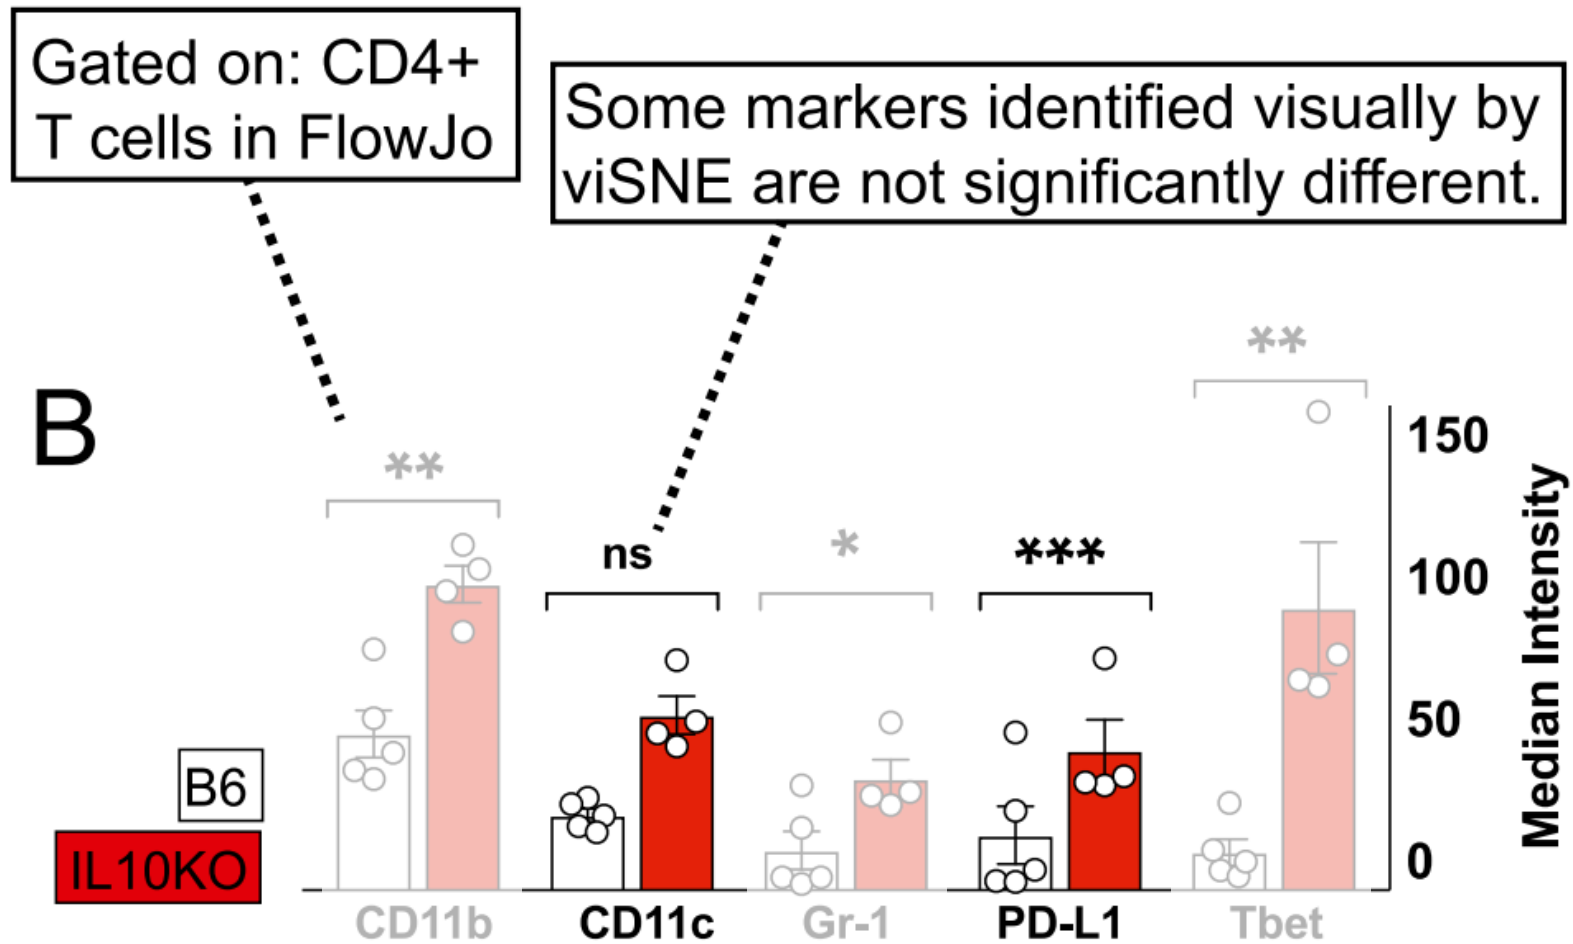 Gated on: CD4+
T cells in FlowJo
Some markers identified visually by
viSNE are not significantly different.
B
**
ns
*
***
**
150
100
50
0
Median Intensity
B6
IL10KO
CD11b
CD11c
Gr-1
PD-L1
Tbet